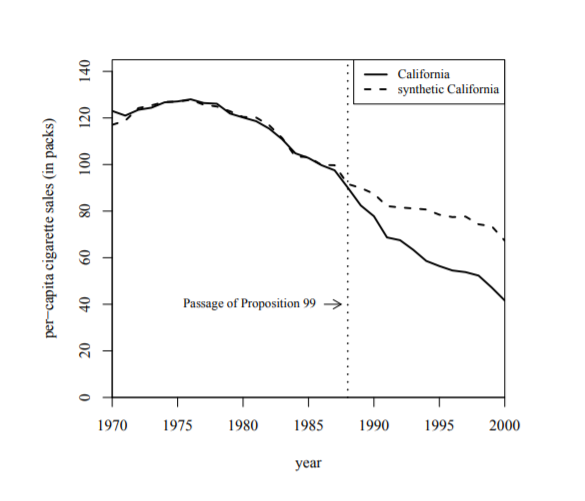 California
synthetic California
per−capita cigarette sales (in packs)
140
120
100
80
60
40
20
0
Passage of Proposition 99
1970 1975 1980 1985 1990 1995 2000
year